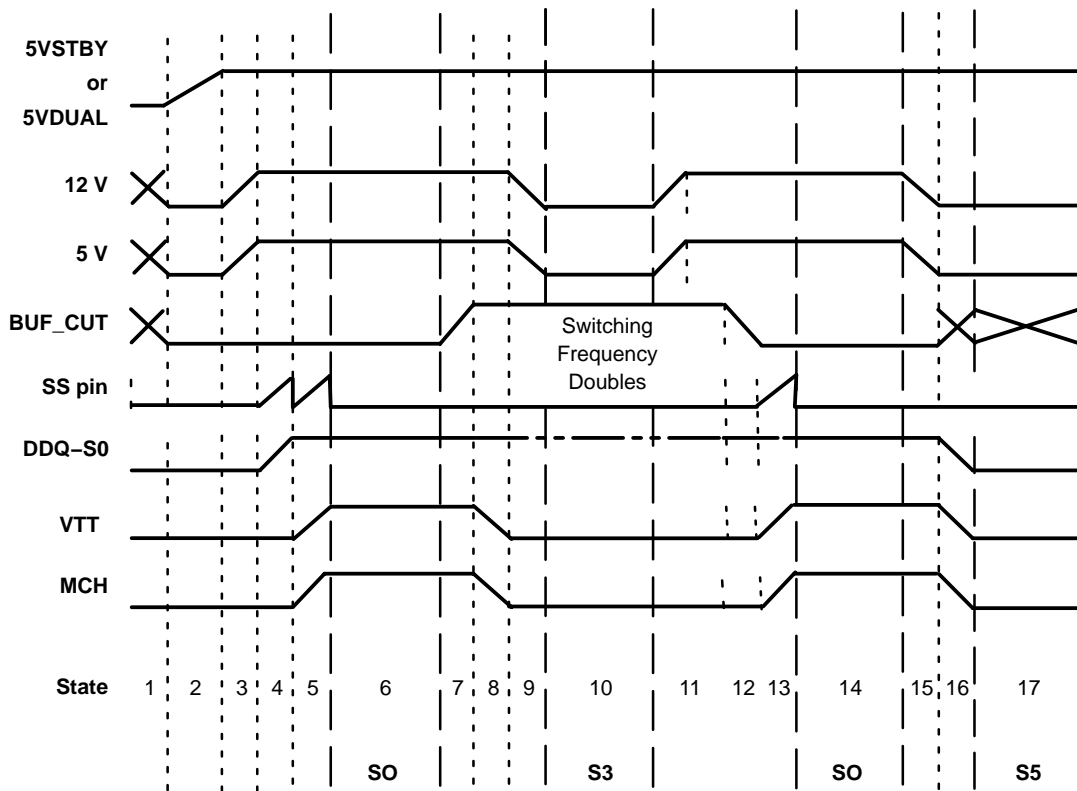 5VSTBY
or
5VDUAL
12 V
5 V
BUF_CUT
Switching
Frequency
Doubles
SS pin
DDQ−S0
VTT
MCH
State 1 2 3 4 5 6 7 8 9 10 11 12 13 14 15 16 17
SO S3 SO S5